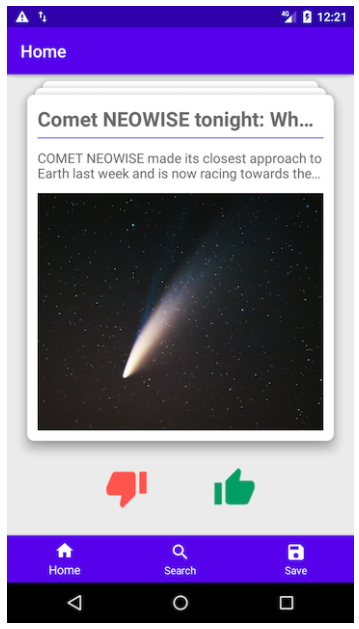 4G
12:21
Home
Comet NEOWISE tonight: Wh...
COMET NEOWISE made its closest approach to
Earth last week and is now racing towards the...
Home
Search
Save